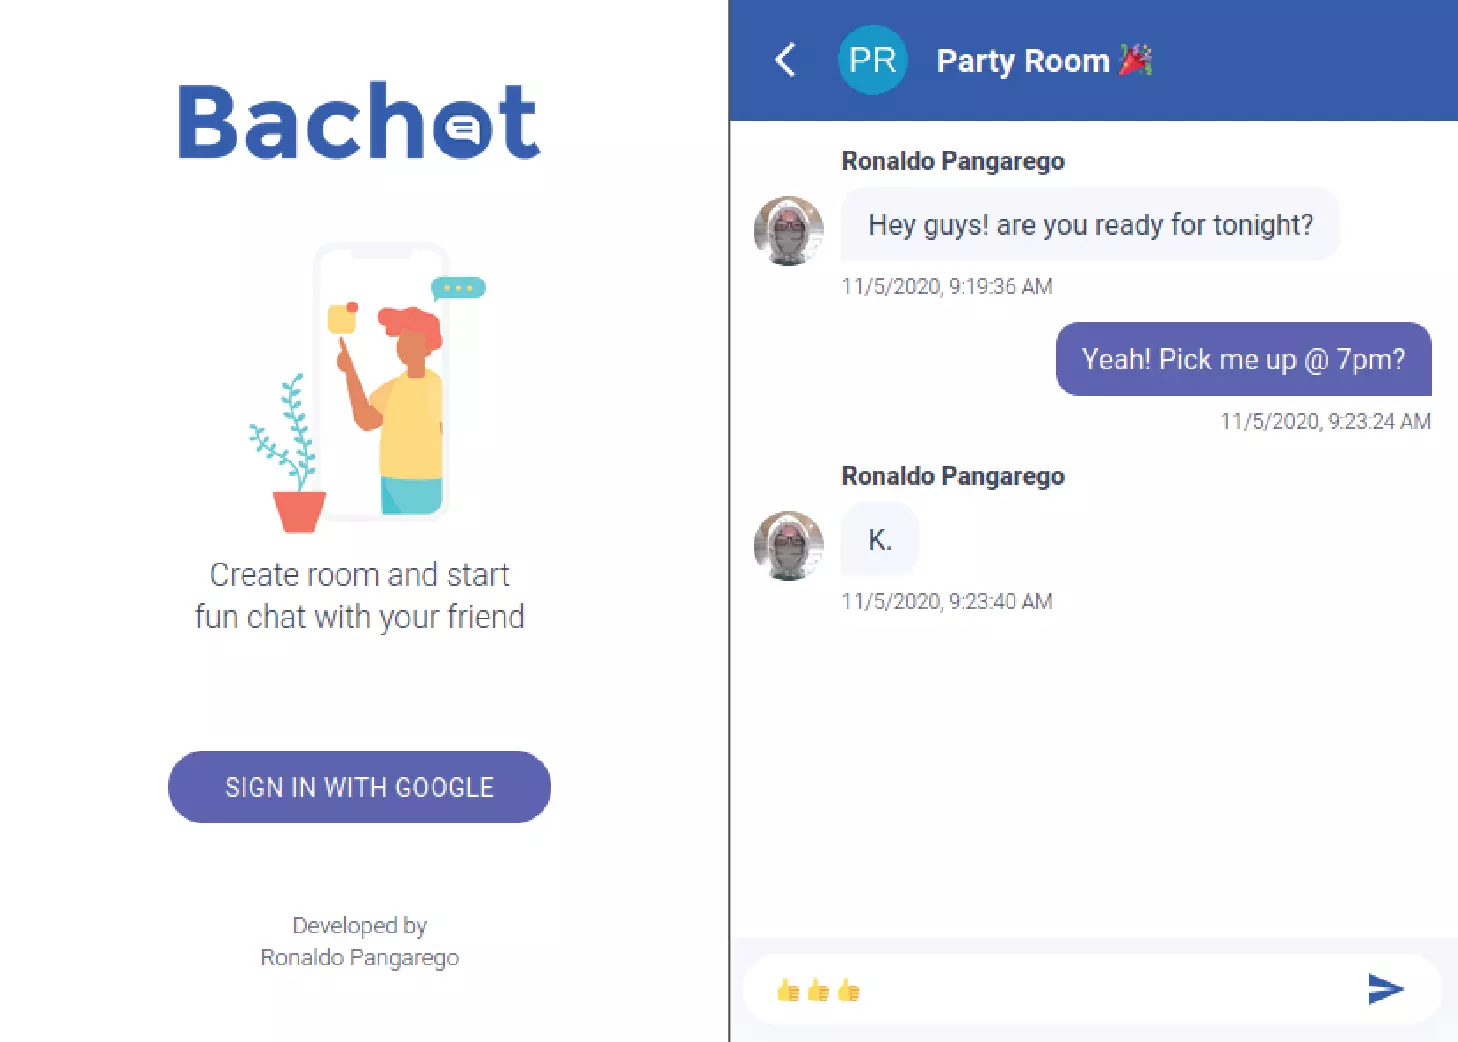 Bachot
Create room and start
fun chat with your friend
SIGN IN WITH GOOGLE
Developed by
Ronaldo Pangarego
PR
Party Room 🎉
Ronaldo Pangarego
Hey guys! are you ready for tonight?
11/5/2020, 9:19:36 AM
Yeah! Pick me up @ 7pm?
11/5/2020, 9:23:24 AM
Ronaldo Pangarego
K.
11/5/2020, 9:23:40 AM
👍👍👍